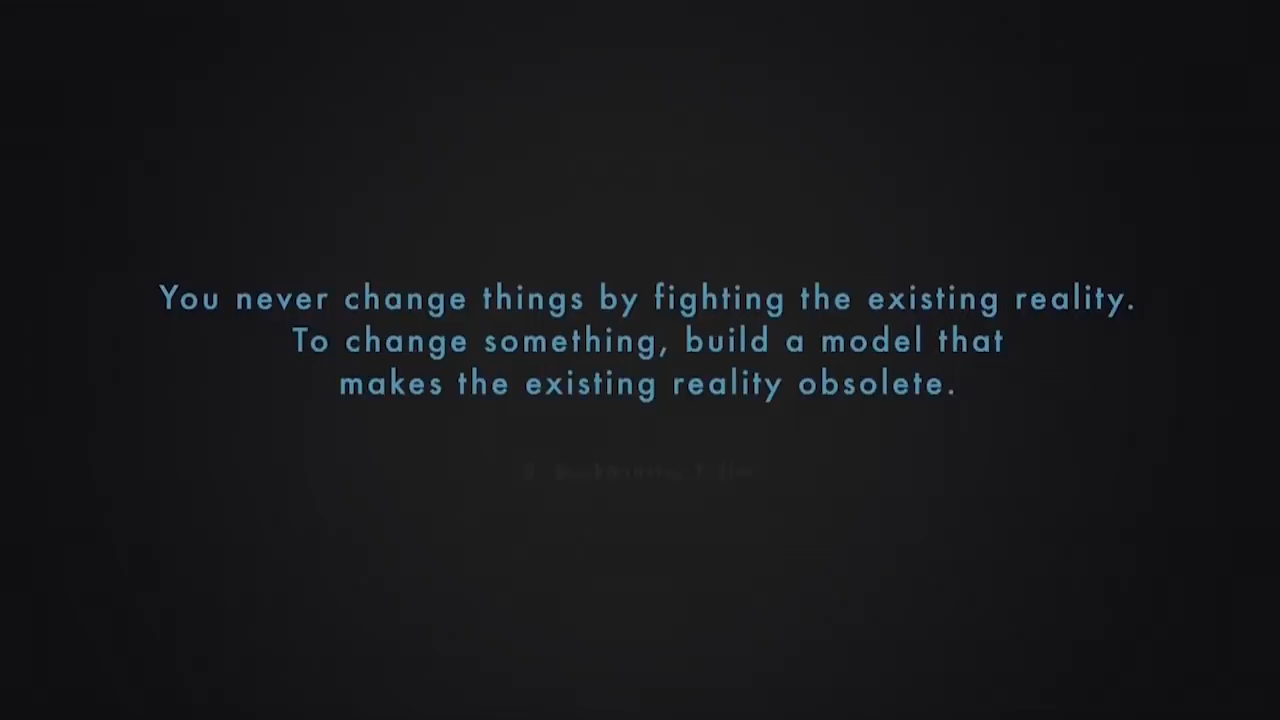 You never change things by fighting the existing reality.
To change something, build a model that
makes the existing reality obsolete.